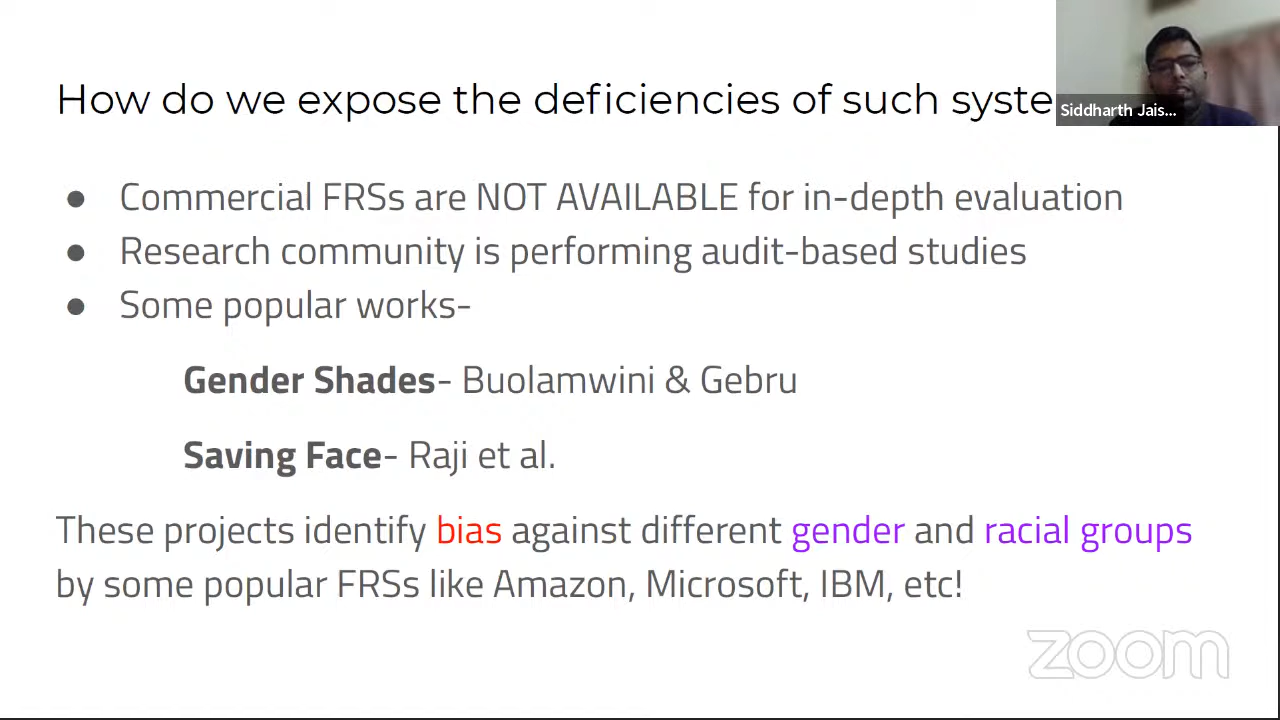 How do we expose the deficiencies of such syste
Siddharth Jais...
● Commercial FRSs are NOT AVAILABLE for in-depth evaluation
● Research community is performing audit-based studies
● Some popular works-
Gender Shades- Buolamwini & Gebru
Saving Face- Raji et al.
These projects identify bias against different gender and racial groups
by some popular FRSs like Amazon, Microsoft, IBM, etc!
zoom